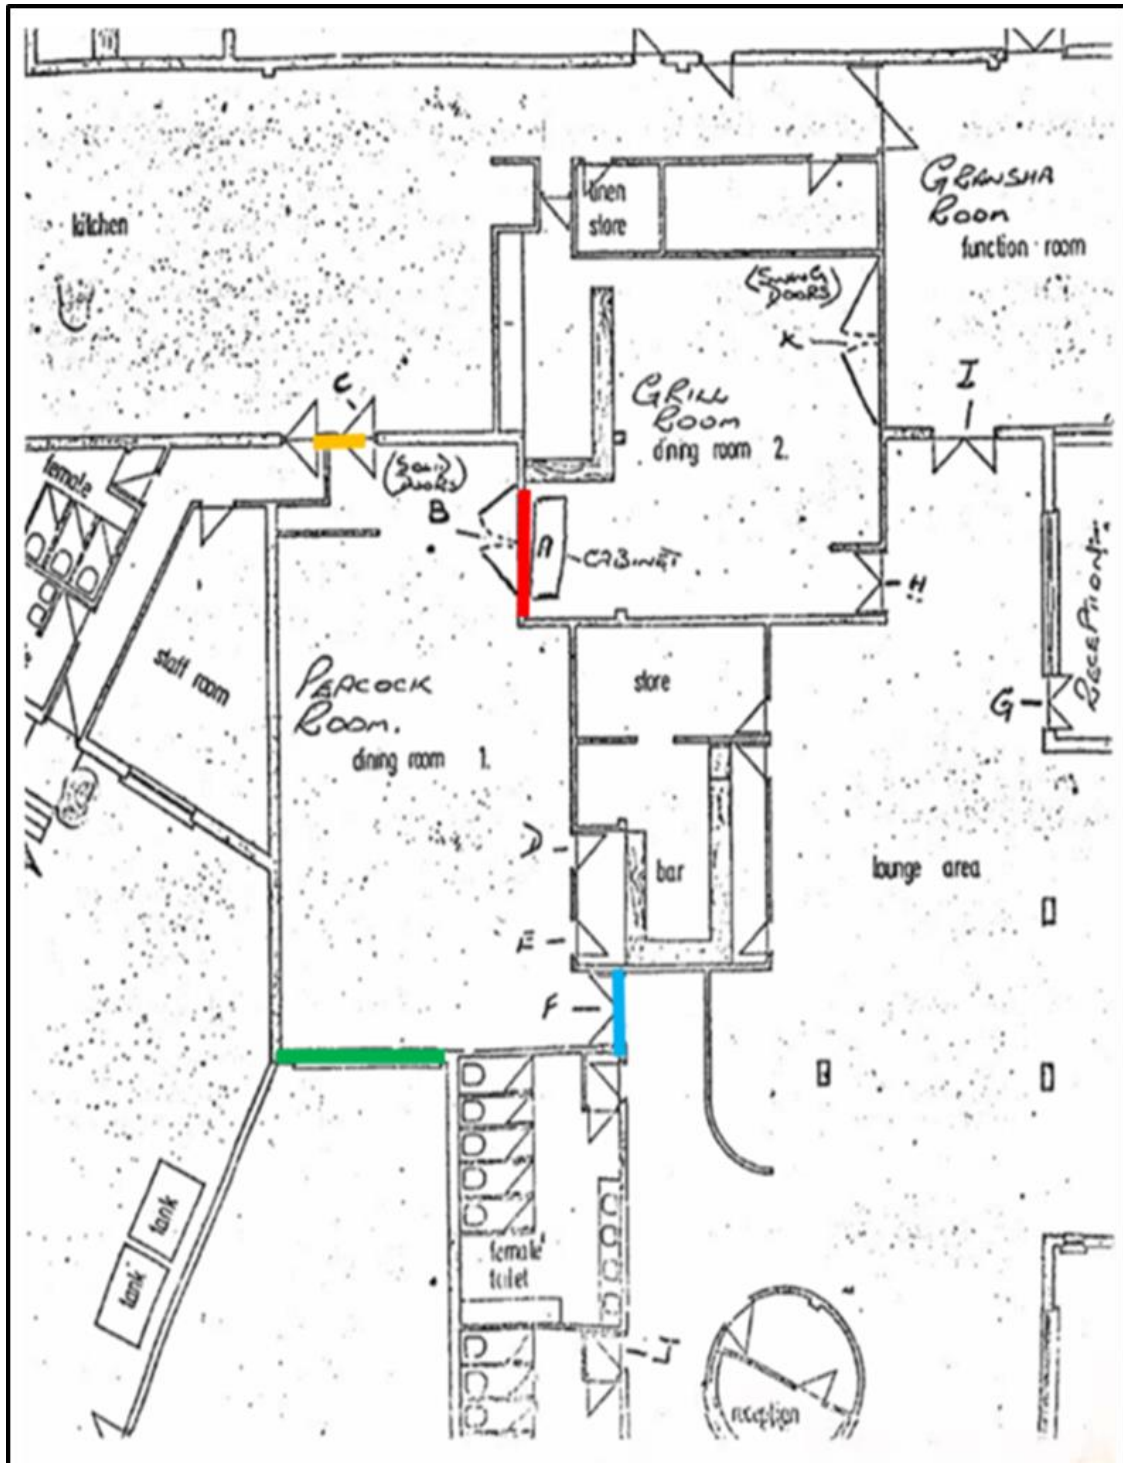 GRANSHA
ROOM
function room
linen
store
kitchen
(SWING
DOORS)
K
I
C
GRILL
ROOM
dining room 2.
female
(SOLID
DOORS)
B
A
CABINET
H
RECEPTION
staff room
PEACOCK
ROOM.
dining room 1.
store
G
D
bar
lounge area
E
F
tank
tank
female
toilet
L
reception